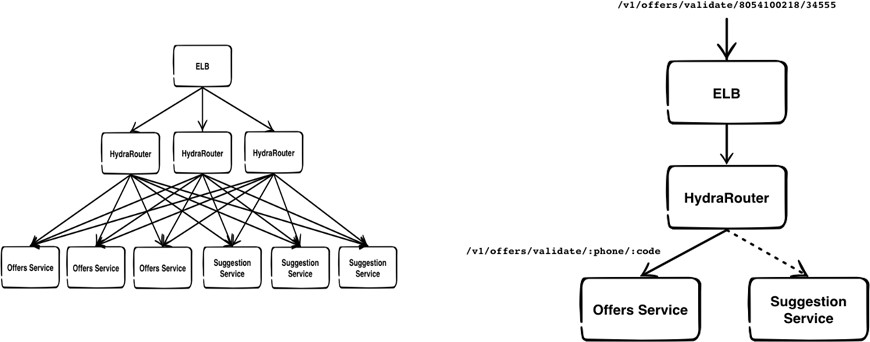 ELB
HydraRouter
HydraRouter
HydraRouter
Offers Service
Offers Service
Offers Service
Suggestion
Service
Suggestion
Service
Suggestion
Service
/v1/offers/validate/8054100218/34555
ELB
HydraRouter
/v1/offers/validate/:phone/:code
Offers Service
Suggestion
Service